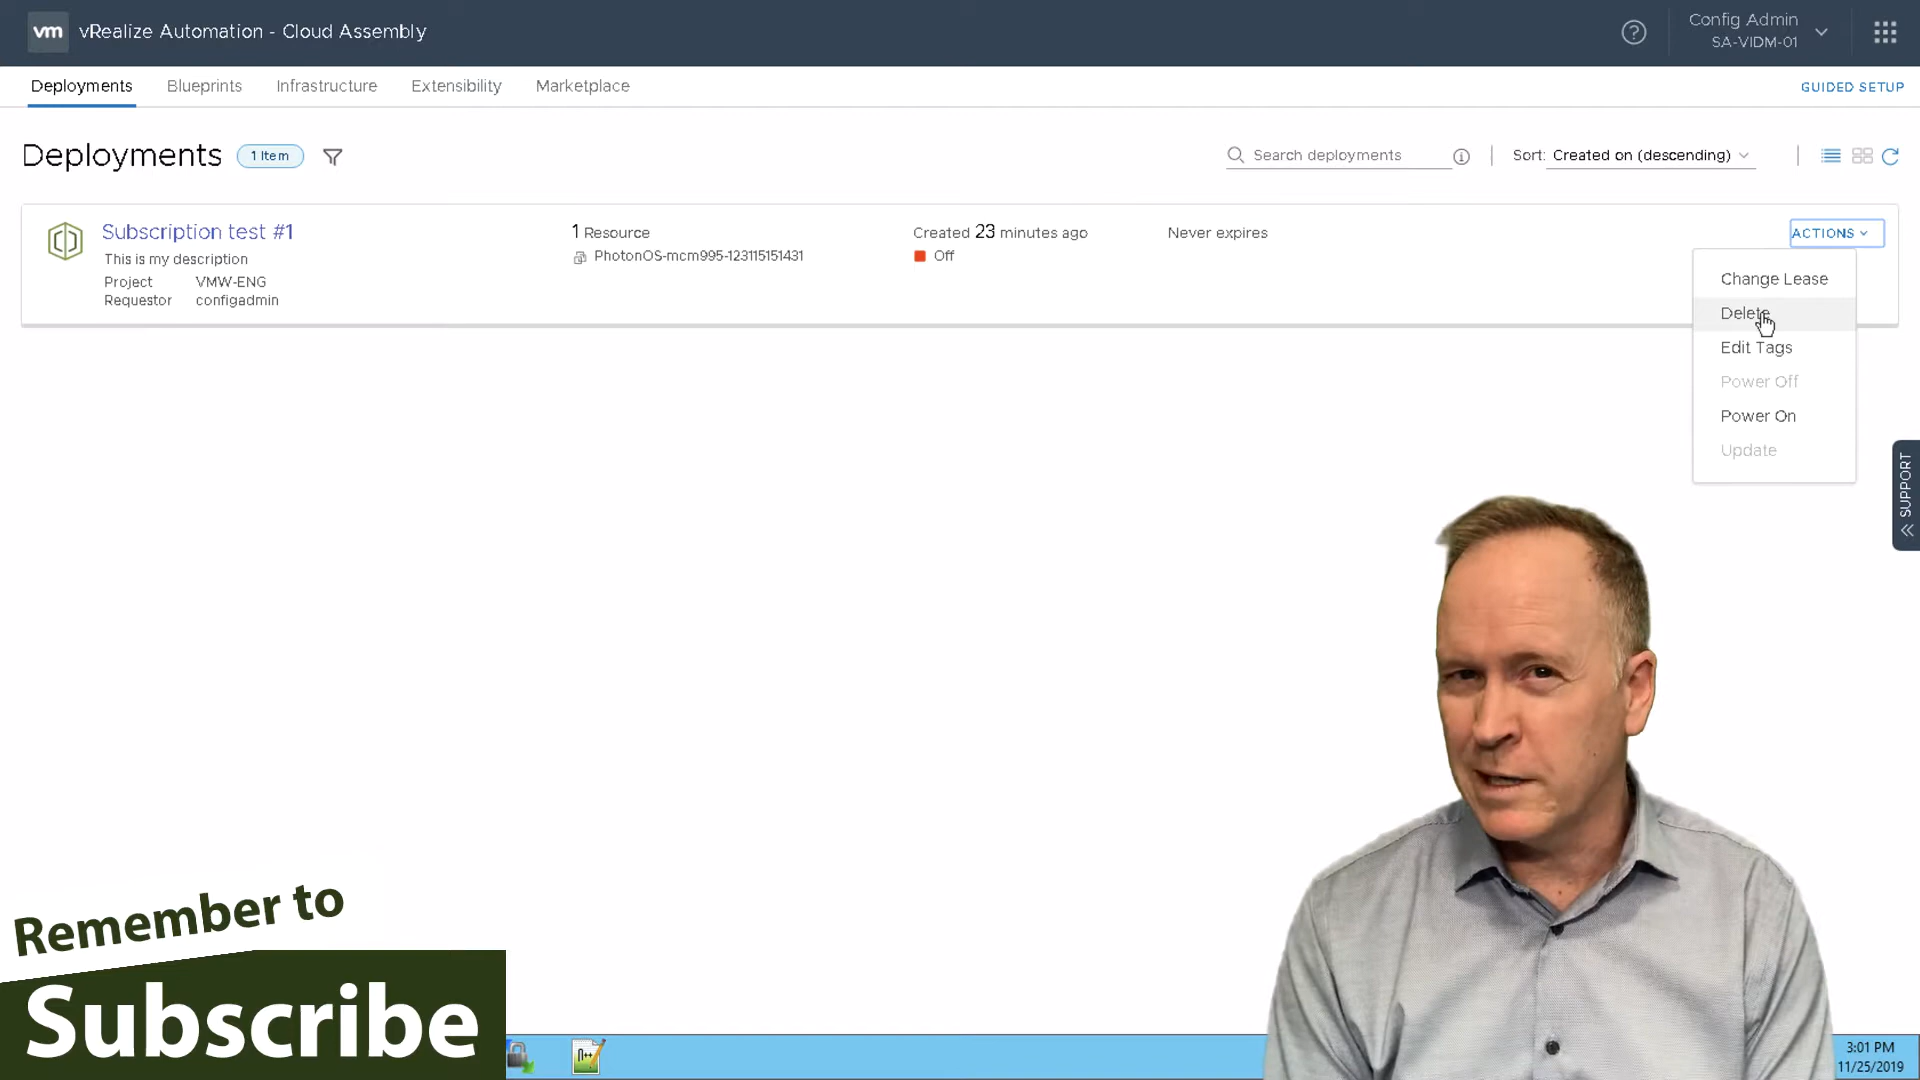 vm vRealize Automation - Cloud Assembly
Config Admin
SA-VIDM-01
Deployments Blueprints Infrastructure Extensibility Marketplace
GUIDED SETUP
Deployments 1 Item
Search deployments
Sort: Created on (descending)
Subscription test #1
This is my description
Project VMW-ENG
Requestor configadmin
1 Resource
PhotonOS-mcm995-123115151431
Created 23 minutes ago
Off
Never expires
ACTIONS
Change Lease
Delete
Edit Tags
Power Off
Power On
Update
SUPPORT
Remember to
Subscribe
3:01 PM
11/25/2019